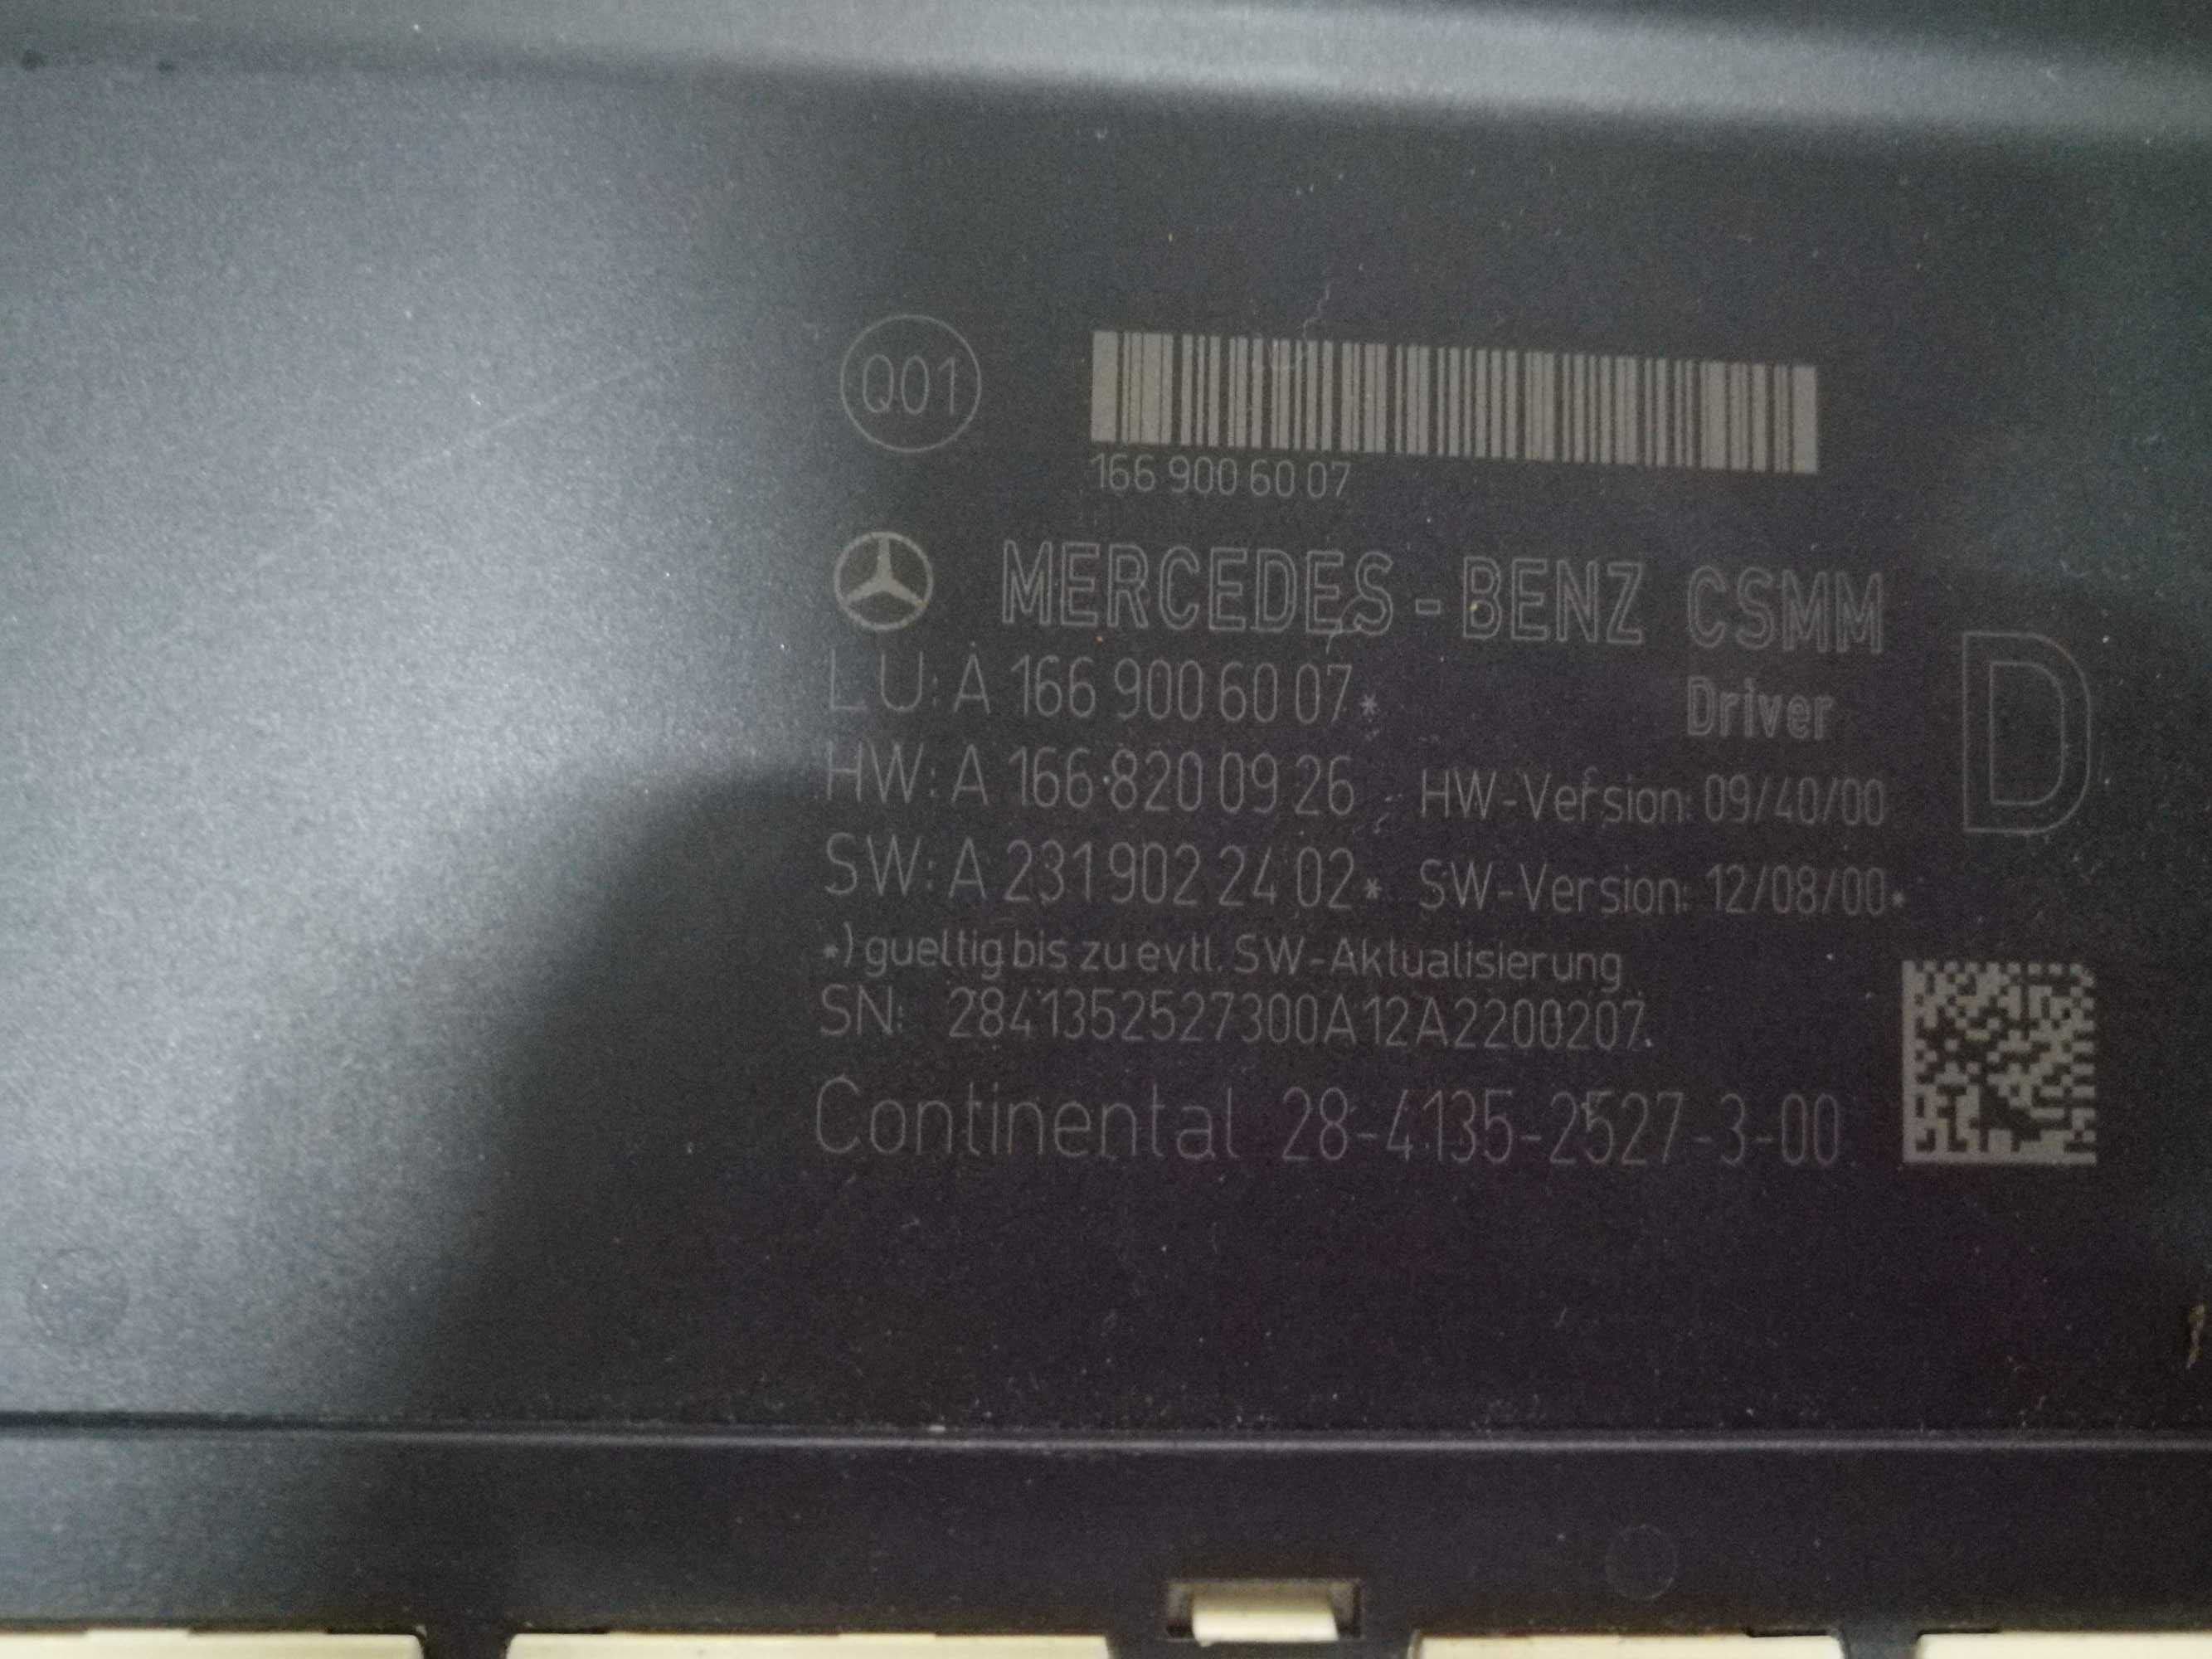 Q01
166 900 60 07
MERCEDES-BENZ CSMM
LU: A 166 900 60 07*
Driver
D
HW: A 166 820 09 26 HW-Version: 09/40/00
SW: A 231 902 24 02* SW-Version: 12/08/00*
*) gueltig bis zu evtl. SW-Aktualisierung
SN: 2841352527300A12A2200207
Continental 28-4135-2527-3-00